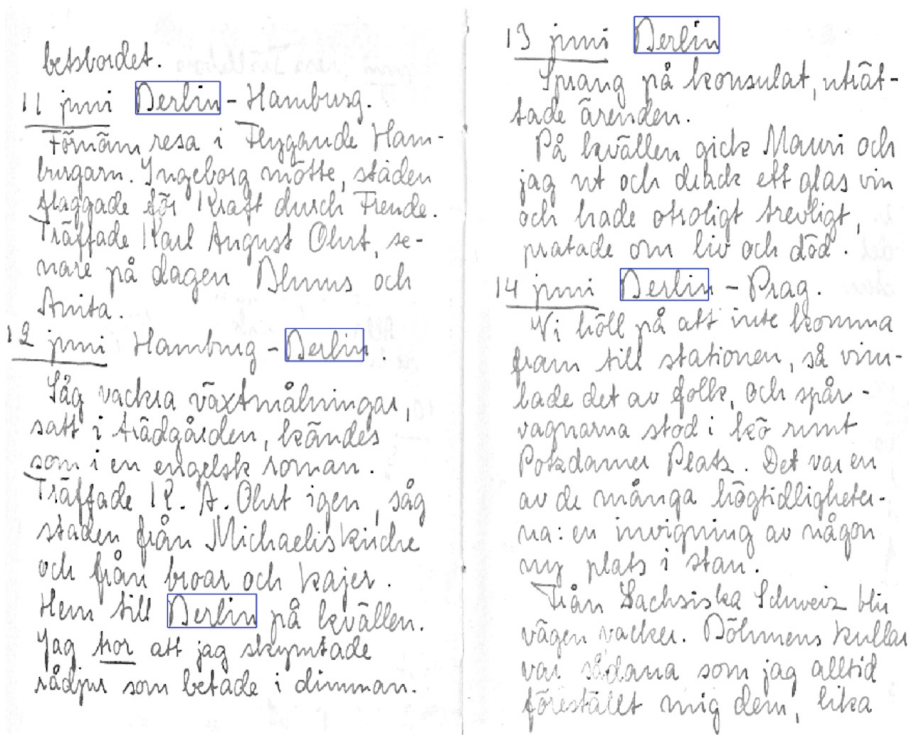 betsbordet.
11 juni Berlin - Hamburg.
Förnäm resa i Flygande Ham-
burgarn. Ingeborg mötte, staden
flaggade för Kraft durch Freude.
Träffade Karl August Ohrt, se-
nare på dagen Blunus och
Anita.
12 juni Hamburg - Berlin.
Såg vackra växtmålningar,
satt i trädgården, kändes
som i en engelsk roman.
Träffade K. A. Ohrt igen, såg
staden från Michaeliskirche
och från broar och kajer.
Hem till Berlin på kvällen.
Jag tror att jag skymtade
rådjur som betade i dimman.
13 juni Berlin
Sprang på konsulat, uträt-
tade ärenden.
På kvällen gick Mauri och
jag ut och drack ett glas vin
och hade otroligt trevligt,
pratade om liv och död.
14 juni Berlin - Prag.
Vi höll på att inte komma
fram till stationen, så vim-
lade det av folk, och spår-
vagnarna stod i kö runt
Potzdamer Platz. Det var en
av de många högtidligheter-
na: en invigning av någon
ny plats i stan.
Från Sachsiska Schweiz blir
vägen vacker. Böhmens kullar
var sådana som jag alltid
föreställt mig dem, lika